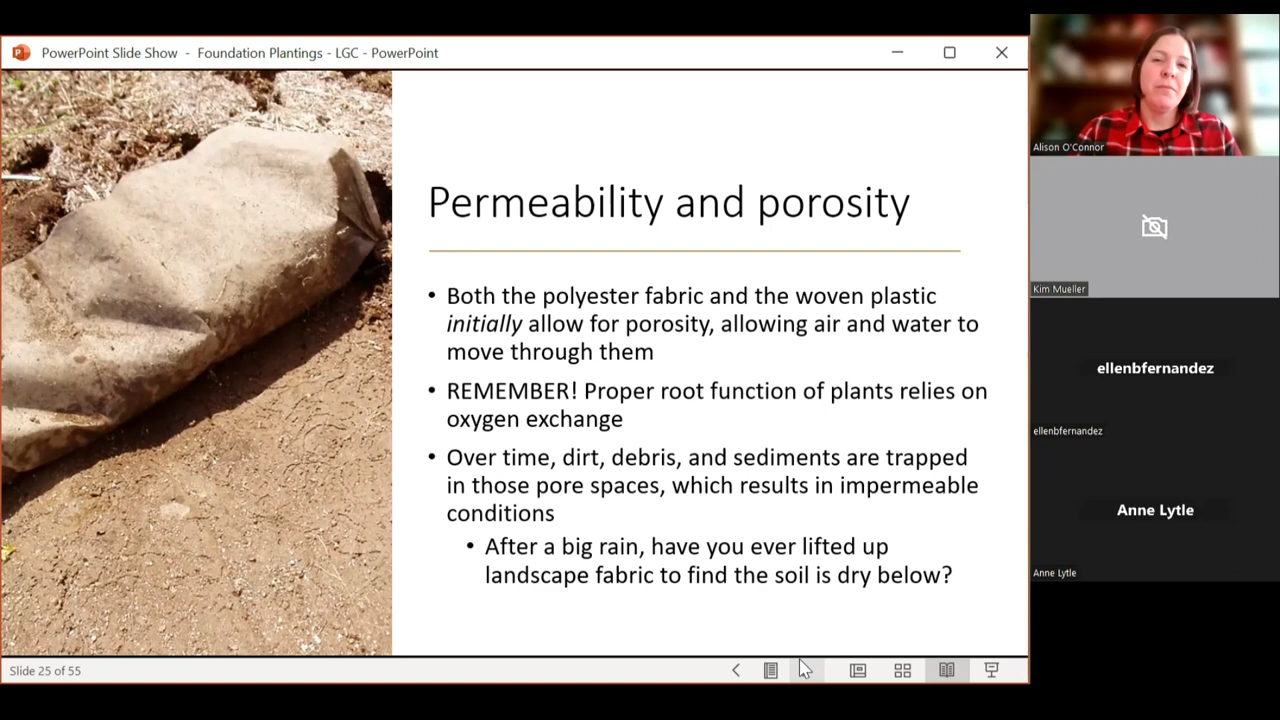 PowerPoint Slide Show - Foundation Plantings - LGC - PowerPoint
Permeability and porosity
• Both the polyester fabric and the woven plastic
initially allow for porosity, allowing air and water to
move through them
• REMEMBER! Proper root function of plants relies on
oxygen exchange
• Over time, dirt, debris, and sediments are trapped
in those pore spaces, which results in impermeable
conditions
• After a big rain, have you ever lifted up
landscape fabric to find the soil is dry below?
Slide 25 of 55
Alison O'Connor
Kim Mueller
ellenbfernandez
ellenbfernandez
Anne Lytle
Anne Lytle